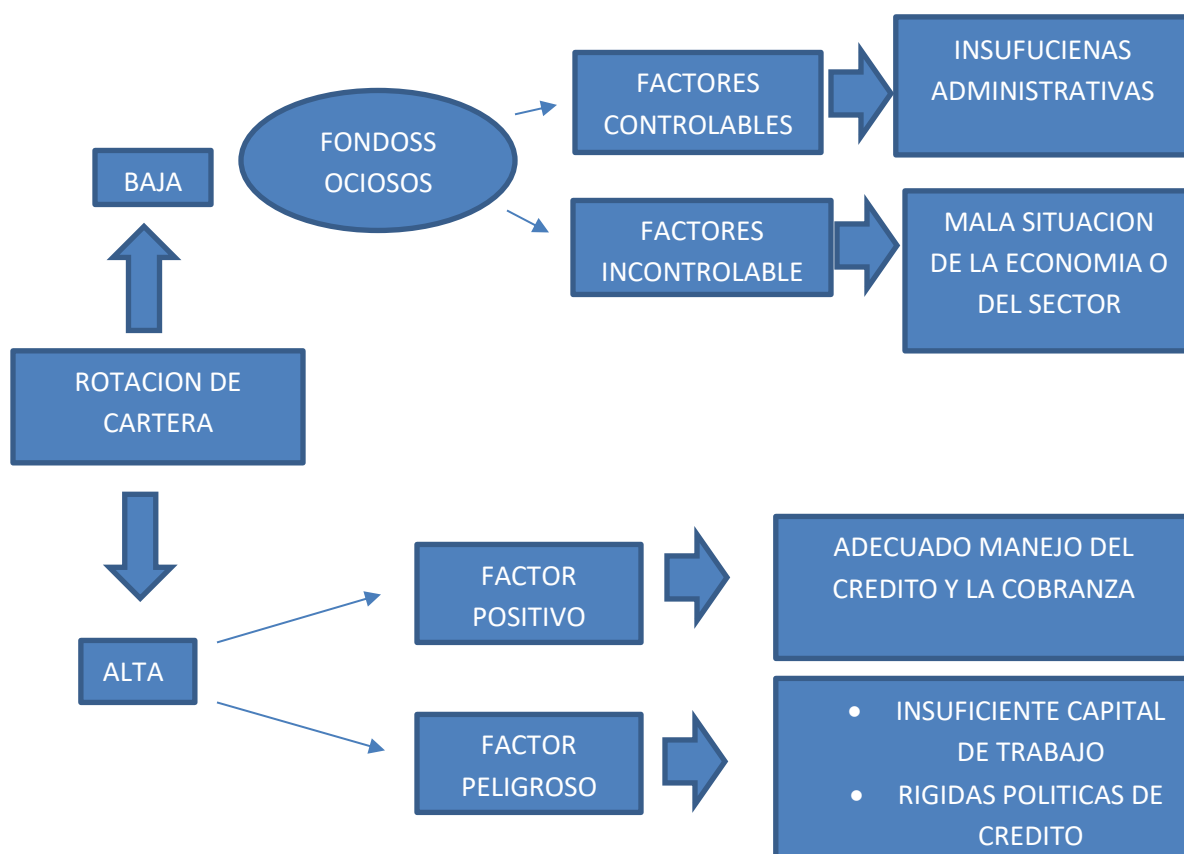 INSUFUCIENAS
ADMINISTRATIVAS
FACTORES
CONTROLABLES
FONDOSS
OCIOSOS
BAJA
MALA SITUACION
DE LA ECONOMIA O
DEL SECTOR
FACTORES
INCONTROLABLE
ROTACION DE
CARTERA
ADECUADO MANEJO DEL
CREDITO Y LA COBRANZA
FACTOR
POSITIVO
ALTA
• INSUFICIENTE CAPITAL
DE TRABAJO
• RIGIDAS POLITICAS DE
CREDITO
FACTOR
PELIGROSO